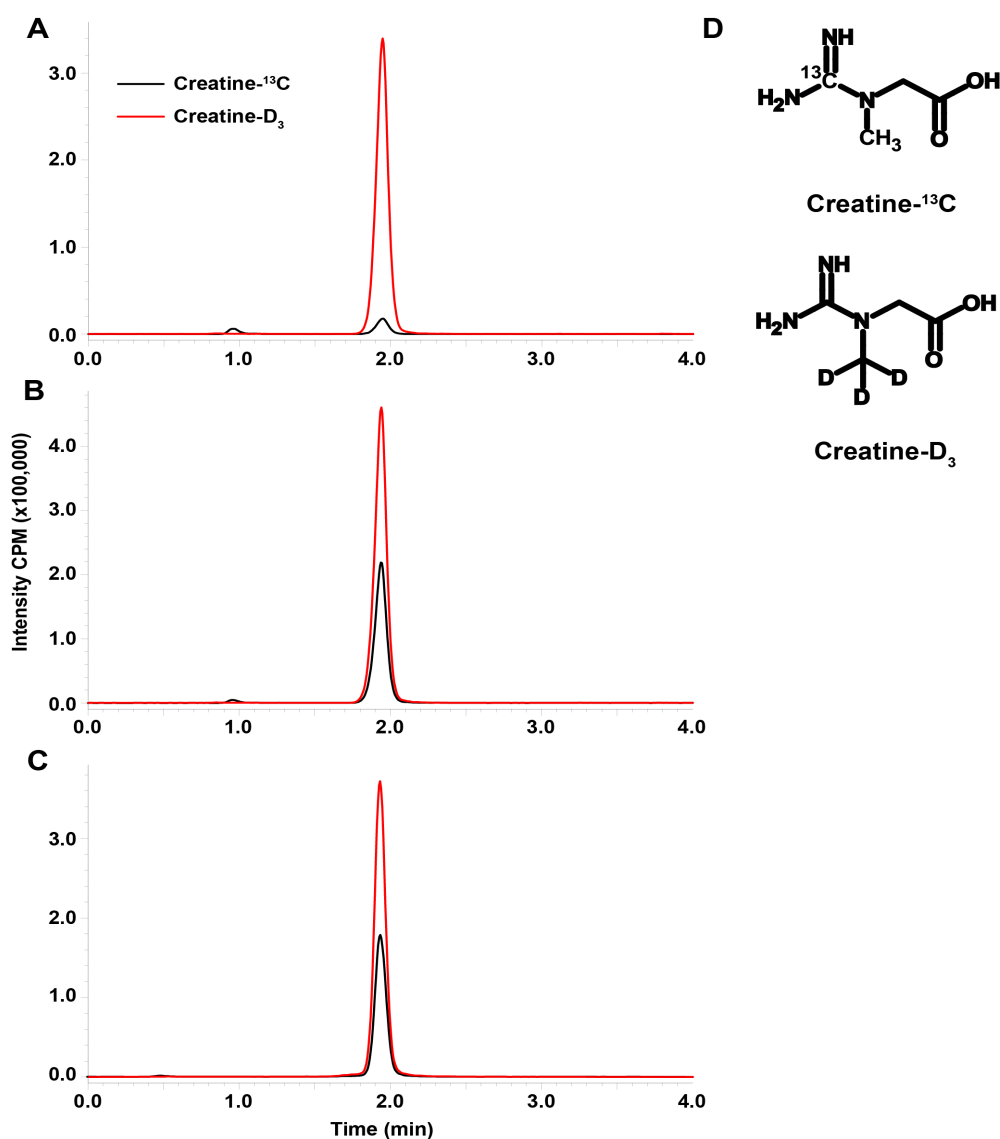 A
3.0
2.0
1.0
0.0
Creatine-¹³C
Creatine-D₃
0.0 1.0 2.0 3.0 4.0
B
4.0
3.0
2.0
1.0
0.0
Intensity CPM (x100,000)
0.0 1.0 2.0 3.0 4.0
C
3.0
2.0
1.0
0.0
0.0 1.0 2.0 3.0 4.0
Time (min)
D
NH
¹³C
H₂N N OH
CH₃ O
Creatine-¹³C
NH
H₂N N OH
O
D D
D
Creatine-D₃